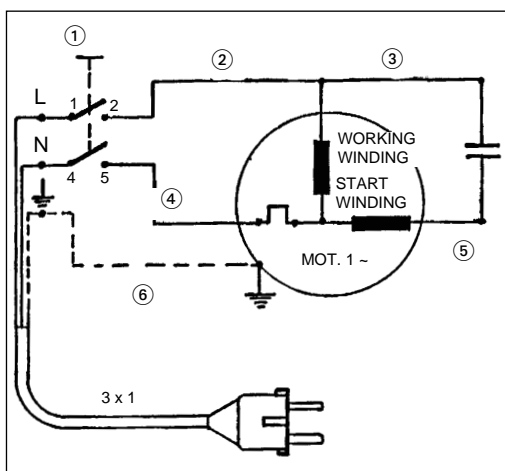 ① ② ③
L 1 2
N
4 5
WORKING
WINDING
START
WINDING
④
⑤
MOT. 1 ~
⑥
3 x 1